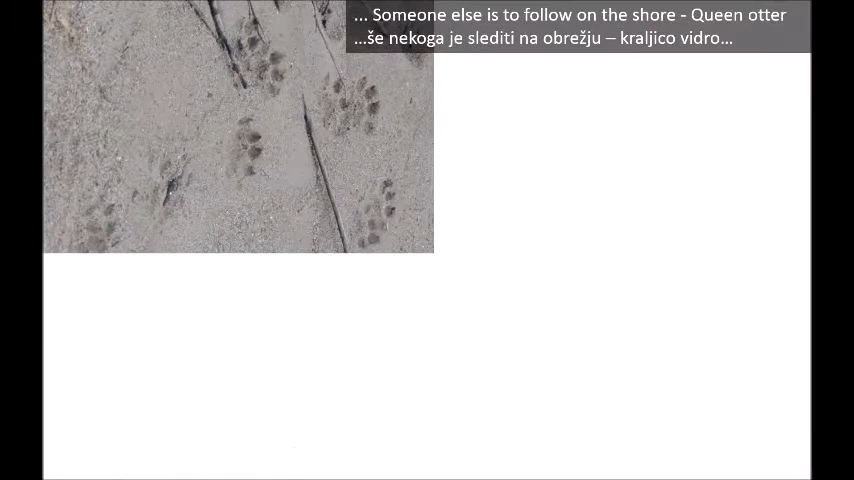 ... Someone else is to follow on the shore - Queen otter
...še nekoga je slediti na obrežju – kraljico vidro...